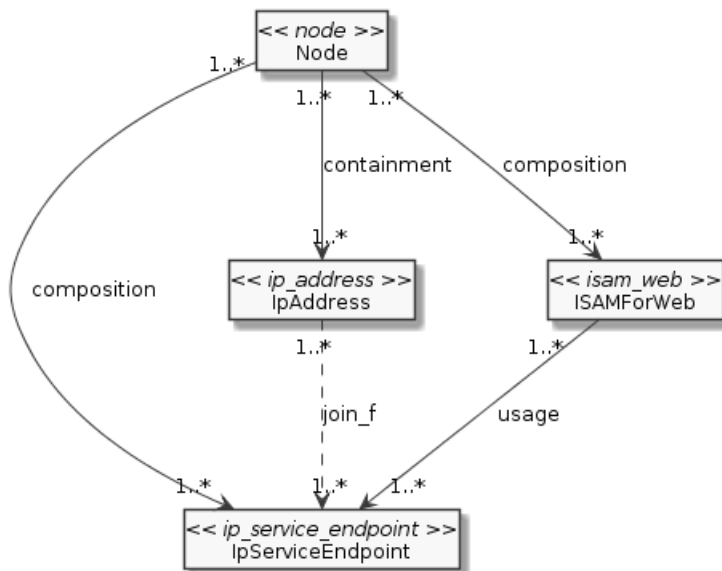 << node >>
Node
1..*
1..*
1..*
containment
composition
1..*
1..*
<< ip_address >>
IpAddress
<< isam_web >>
ISAMForWeb
composition
1..*
1..*
join_f
usage
1..*
1..*
1..*
<< ip_service_endpoint >>
IpServiceEndpoint